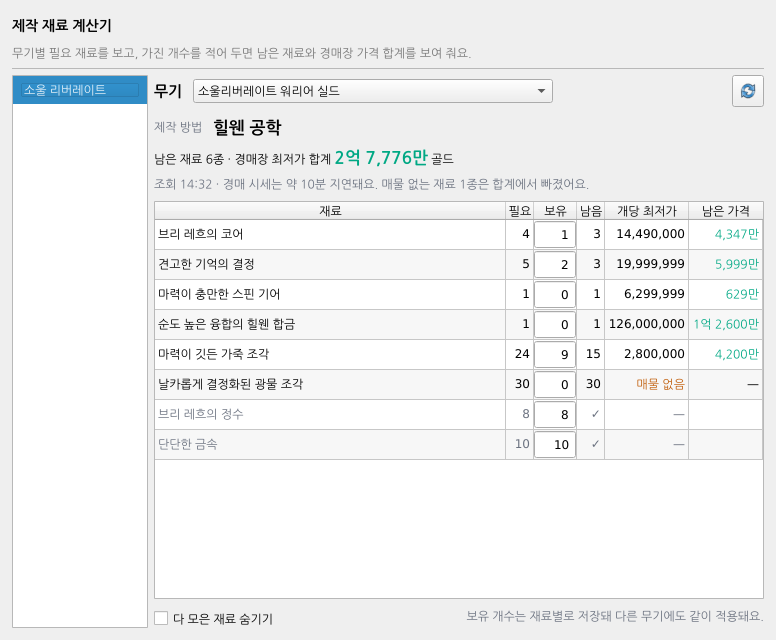 제작 재료 계산기
무기별 필요 재료를 보고, 가진 개수를 적어 두면 남은 재료와 경매장 가격 합계를 보여 줘요.
소울 리버레이트
무기 소울리버레이트 워리어 실드
제작 방법 힐웬 공학
남은 재료 6종 · 경매장 최저가 합계 2억 7,776만 골드
조회 14:32 · 경매 시세는 약 10분 지연돼요. 매물 없는 재료 1종은 합계에서 빠졌어요.
재료 필요 보유 남음 개당 최저가 남은 가격
브리 레흐의 코어 4 1 3 14,490,000 4,347만
견고한 기억의 결정 5 2 3 19,999,999 5,999만
마력이 충만한 스핀 기어 1 0 1 6,299,999 629만
순도 높은 융합의 힐웬 합금 1 0 1 126,000,000 1억 2,600만
마력이 깃든 가죽 조각 24 9 15 2,800,000 4,200만
날카롭게 결정화된 광물 조각 30 0 30 매물 없음 —
브리 레흐의 정수 8 8 ✓ —
단단한 금속 10 10 ✓ —
다 모은 재료 숨기기
보유 개수는 재료별로 저장돼 다른 무기에도 같이 적용돼요.